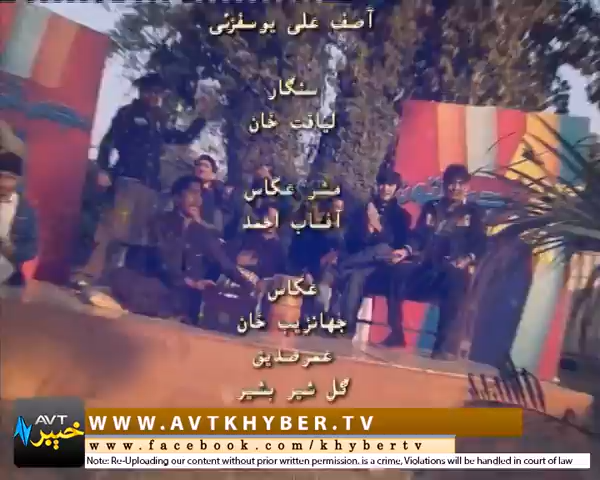 آصف علی یوسفزئی
سنگار
لیاقت خان
مشر عکاس
آفتاب احمد
عکاس
جهانزیب خان
عمر صدیق
گل شیر بشیر
AVT
خیبر
WWW.AVTKHYBER.TV
www.facebook.com/khybertv
Note: Re-Uploading our content without prior written permission, is a crime, Violations will be handled in court of law